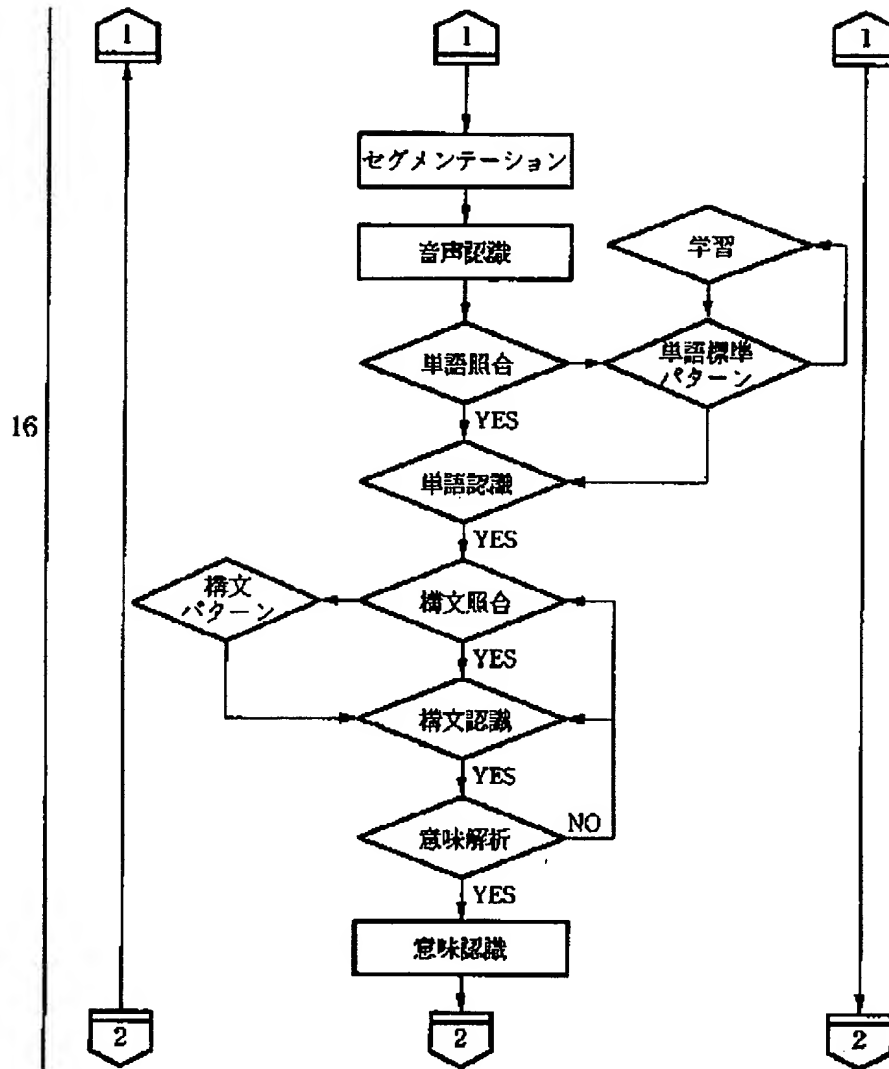 1
1
1
セグメンテーション
音声認識
学習
単語照合
単語標準
パターン
16
YES
単語認識
YES
構文
パターン
構文照合
YES
構文認識
YES
意味解析
NO
YES
意味認識
2
2
2